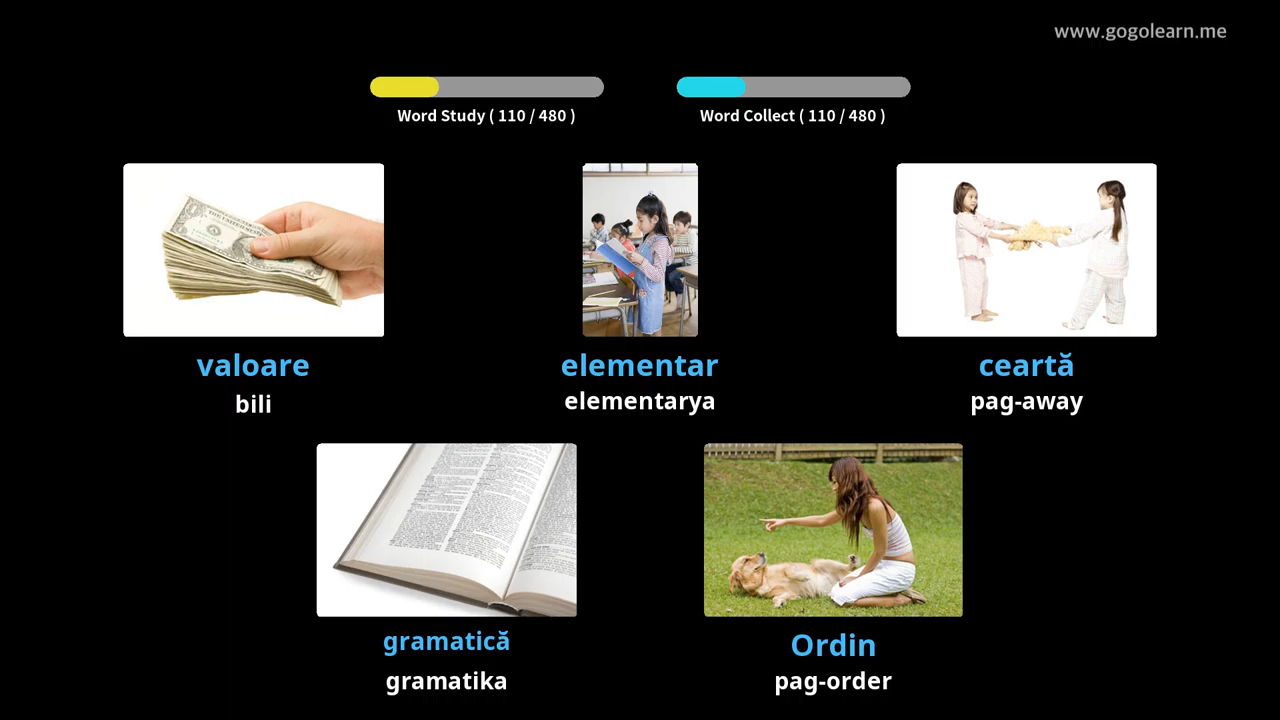 www.gogolearn.me
Word Study ( 110 / 480 )
Word Collect ( 110 / 480 )
valoare
bili
elementar
elementarya
ceartă
pag-away
gramatică
gramatika
Ordin
pag-order